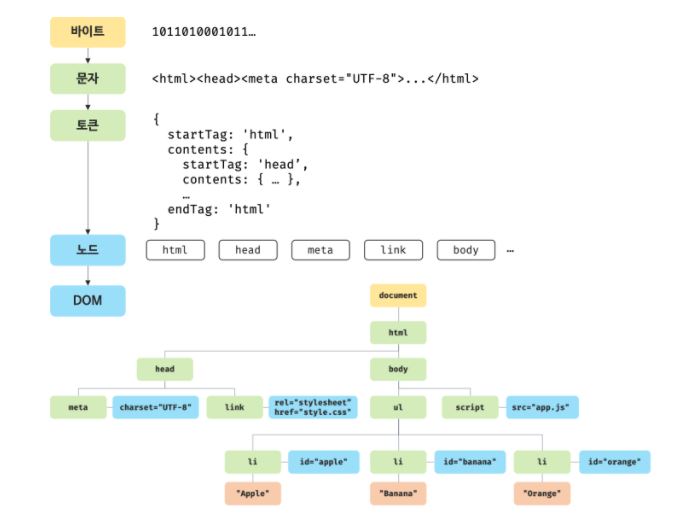 바이트
1011010001011…
문자
<html><head><meta charset="UTF-8">...</html>
토큰
{
startTag: 'html',
contents: {
startTag: 'head’,
contents: { … },
…
endTag: 'html'
}
노드
html head meta link body …
DOM
document
html
head body
meta charset="UTF-8" link rel="stylesheet"
href="style.css" ul script src="app.js"
li id="apple" li id="banana" li id="orange"
"Apple" "Banana" "Orange"